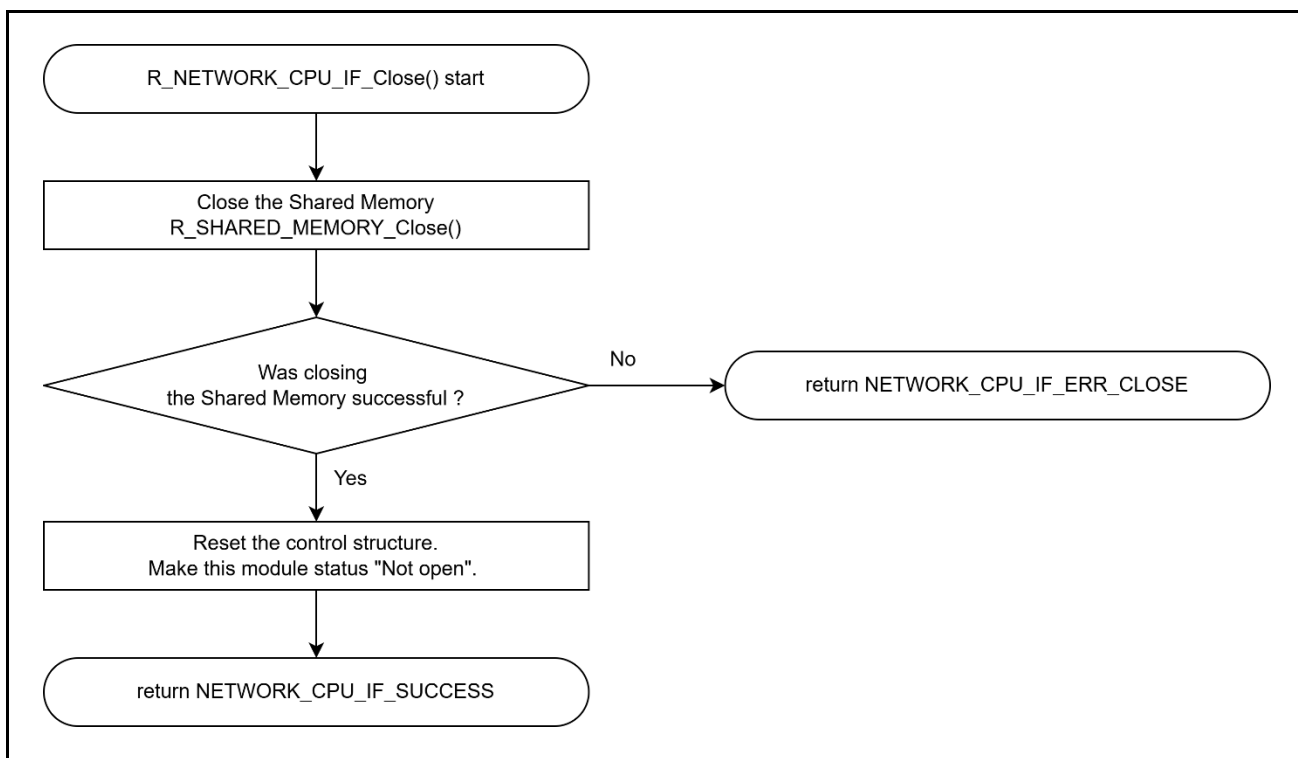 R_NETWORK_CPU_IF_Close() start
Close the Shared Memory
R_SHARED_MEMORY_Close()
Was closing
the Shared Memory successful ?
No
return NETWORK_CPU_IF_ERR_CLOSE
Yes
Reset the control structure.
Make this module status "Not open".
return NETWORK_CPU_IF_SUCCESS